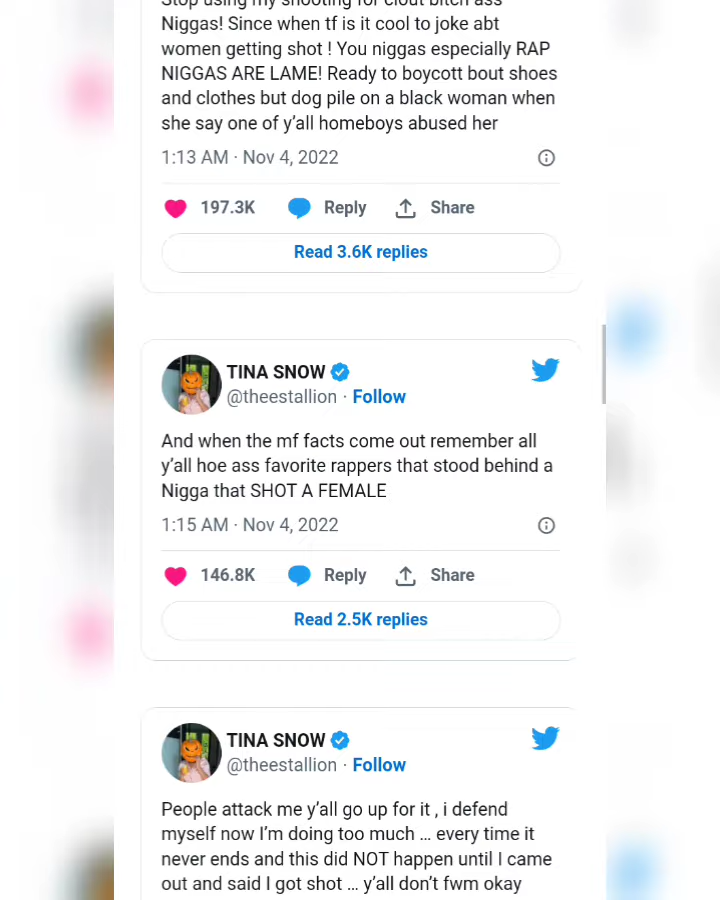 Stop using my shooting for clout bitch ass
Niggas! Since when tf is it cool to joke abt
women getting shot ! You niggas especially RAP
NIGGAS ARE LAME! Ready to boycott bout shoes
and clothes but dog pile on a black woman when
she say one of y’all homeboys abused her
1:13 AM · Nov 4, 2022
197.3K Reply Share
Read 3.6K replies
TINA SNOW
@theestallion · Follow
And when the mf facts come out remember all
y’all hoe ass favorite rappers that stood behind a
Nigga that SHOT A FEMALE
1:15 AM · Nov 4, 2022
146.8K Reply Share
Read 2.5K replies
TINA SNOW
@theestallion · Follow
People attack me y’all go up for it , i defend
myself now I’m doing too much … every time it
never ends and this did NOT happen until I came
out and said I got shot … y’all don’t fwm okay